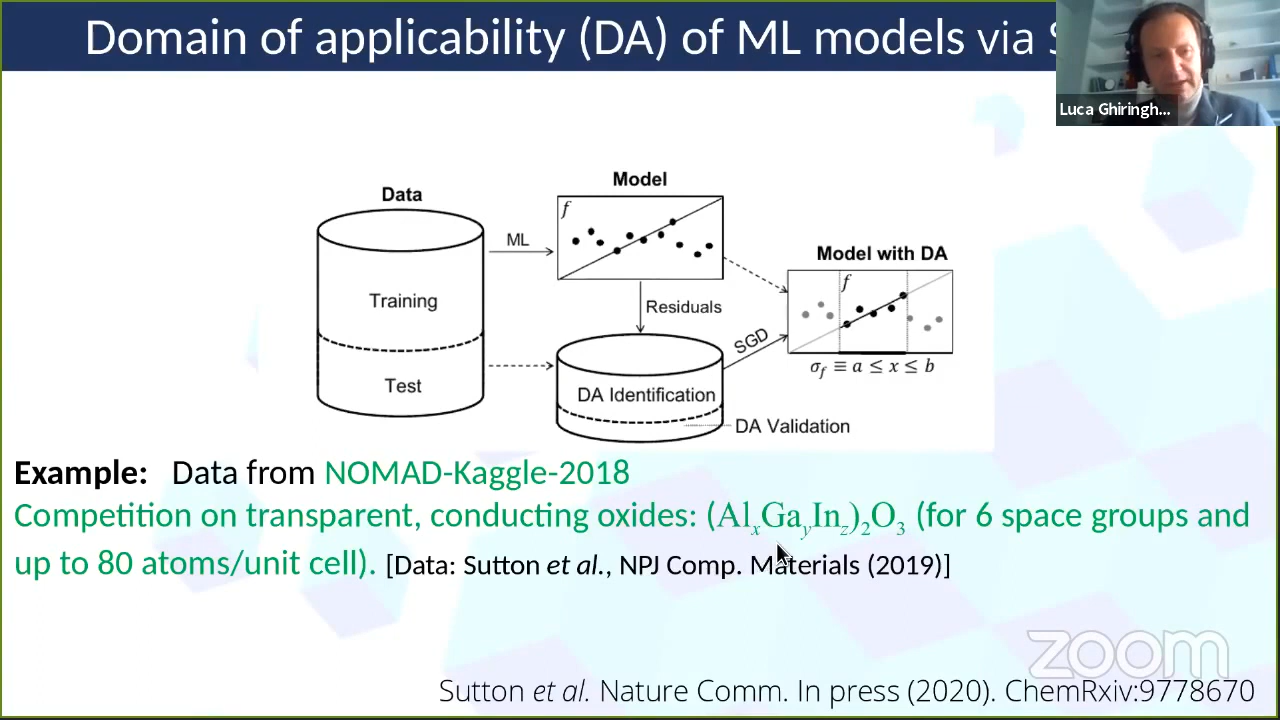 Domain of applicability (DA) of ML models via
Luca Ghiringh...
Data
Training
Test
ML
Model
f
Residuals
DA Identification
DA Validation
SGD
Model with DA
f
σ_f ≡ a ≤ x ≤ b
Example: Data from NOMAD-Kaggle-2018
Competition on transparent, conducting oxides: (Al_xGa_yIn_z)_2O_3 (for 6 space groups and
up to 80 atoms/unit cell). [Data: Sutton et al., NPJ Comp. Materials (2019)]
zoom
Sutton et al. Nature Comm. In press (2020). ChemRxiv:9778670